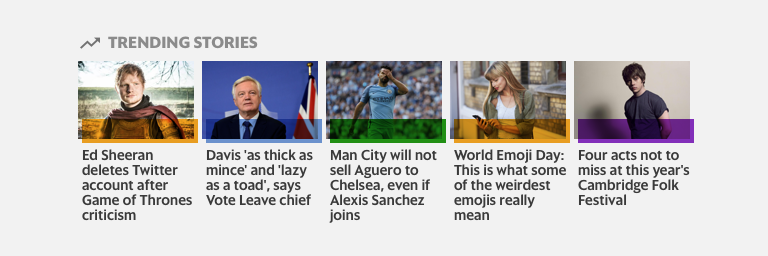 TRENDING STORIES
Ed Sheeran
deletes Twitter
account after
Game of Thrones
criticism
Davis 'as thick as
mince' and 'lazy
as a toad', says
Vote Leave chief
Man City will not
sell Aguero to
Chelsea, even if
Alexis Sanchez
joins
World Emoji Day:
This is what some
of the weirdest
emojis really
mean
Four acts not to
miss at this year's
Cambridge Folk
Festival